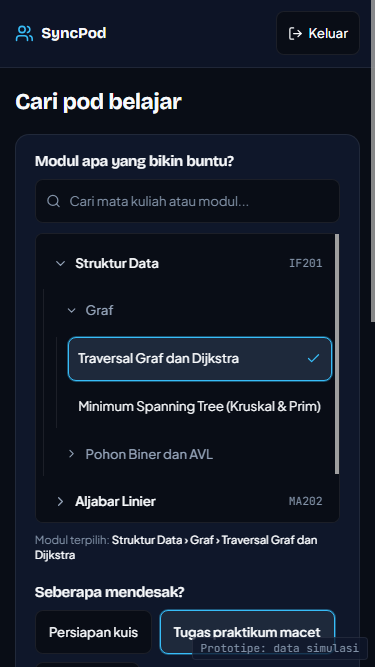 SyncPod
Keluar
Cari pod belajar
Modul apa yang bikin buntu?
Cari mata kuliah atau modul...
Struktur Data IF201
Graf
Traversal Graf dan Dijkstra
Minimum Spanning Tree (Kruskal & Prim)
Pohon Biner dan AVL
Aljabar Linier MA202
Modul terpilih: Struktur Data › Graf › Traversal Graf dan
Dijkstra
Seberapa mendesak?
Persiapan kuis
Tugas praktikum macet
Prototipe: data simulasi